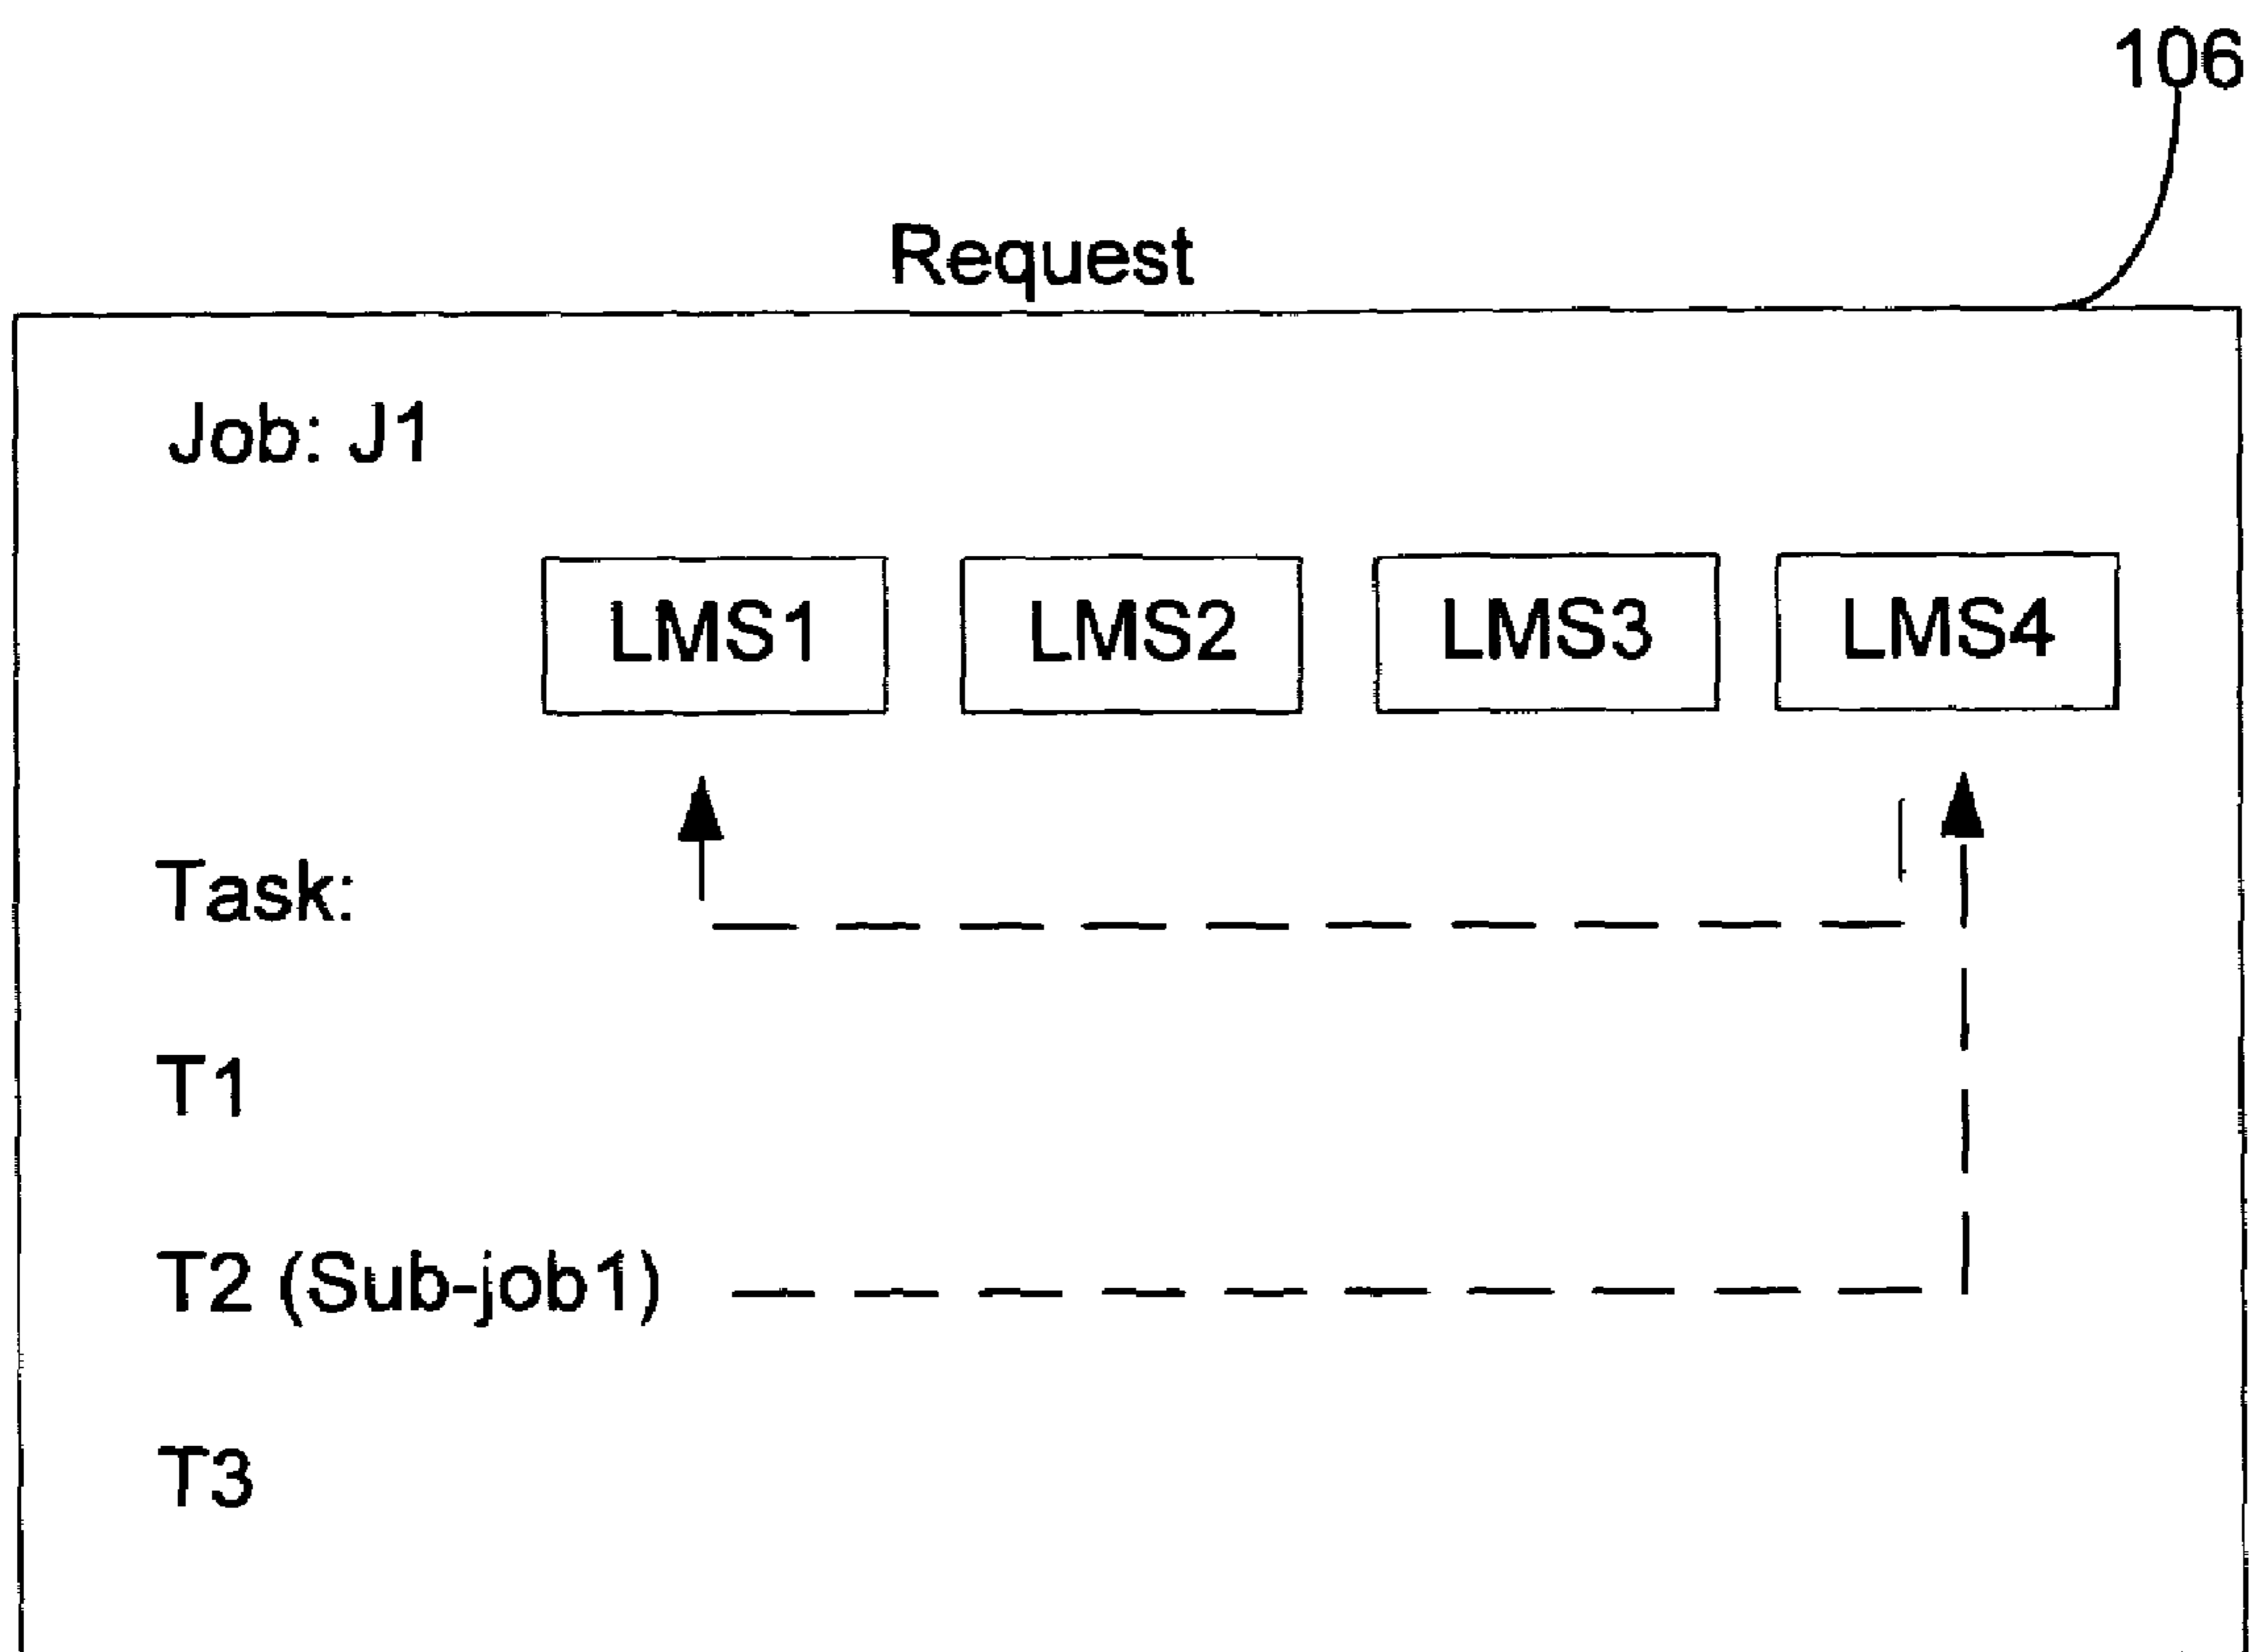 106
Request
Job: J1
LMS1 LMS2 LMS3 LMS4
Task:
T1
T2 (Sub-job1)
T3